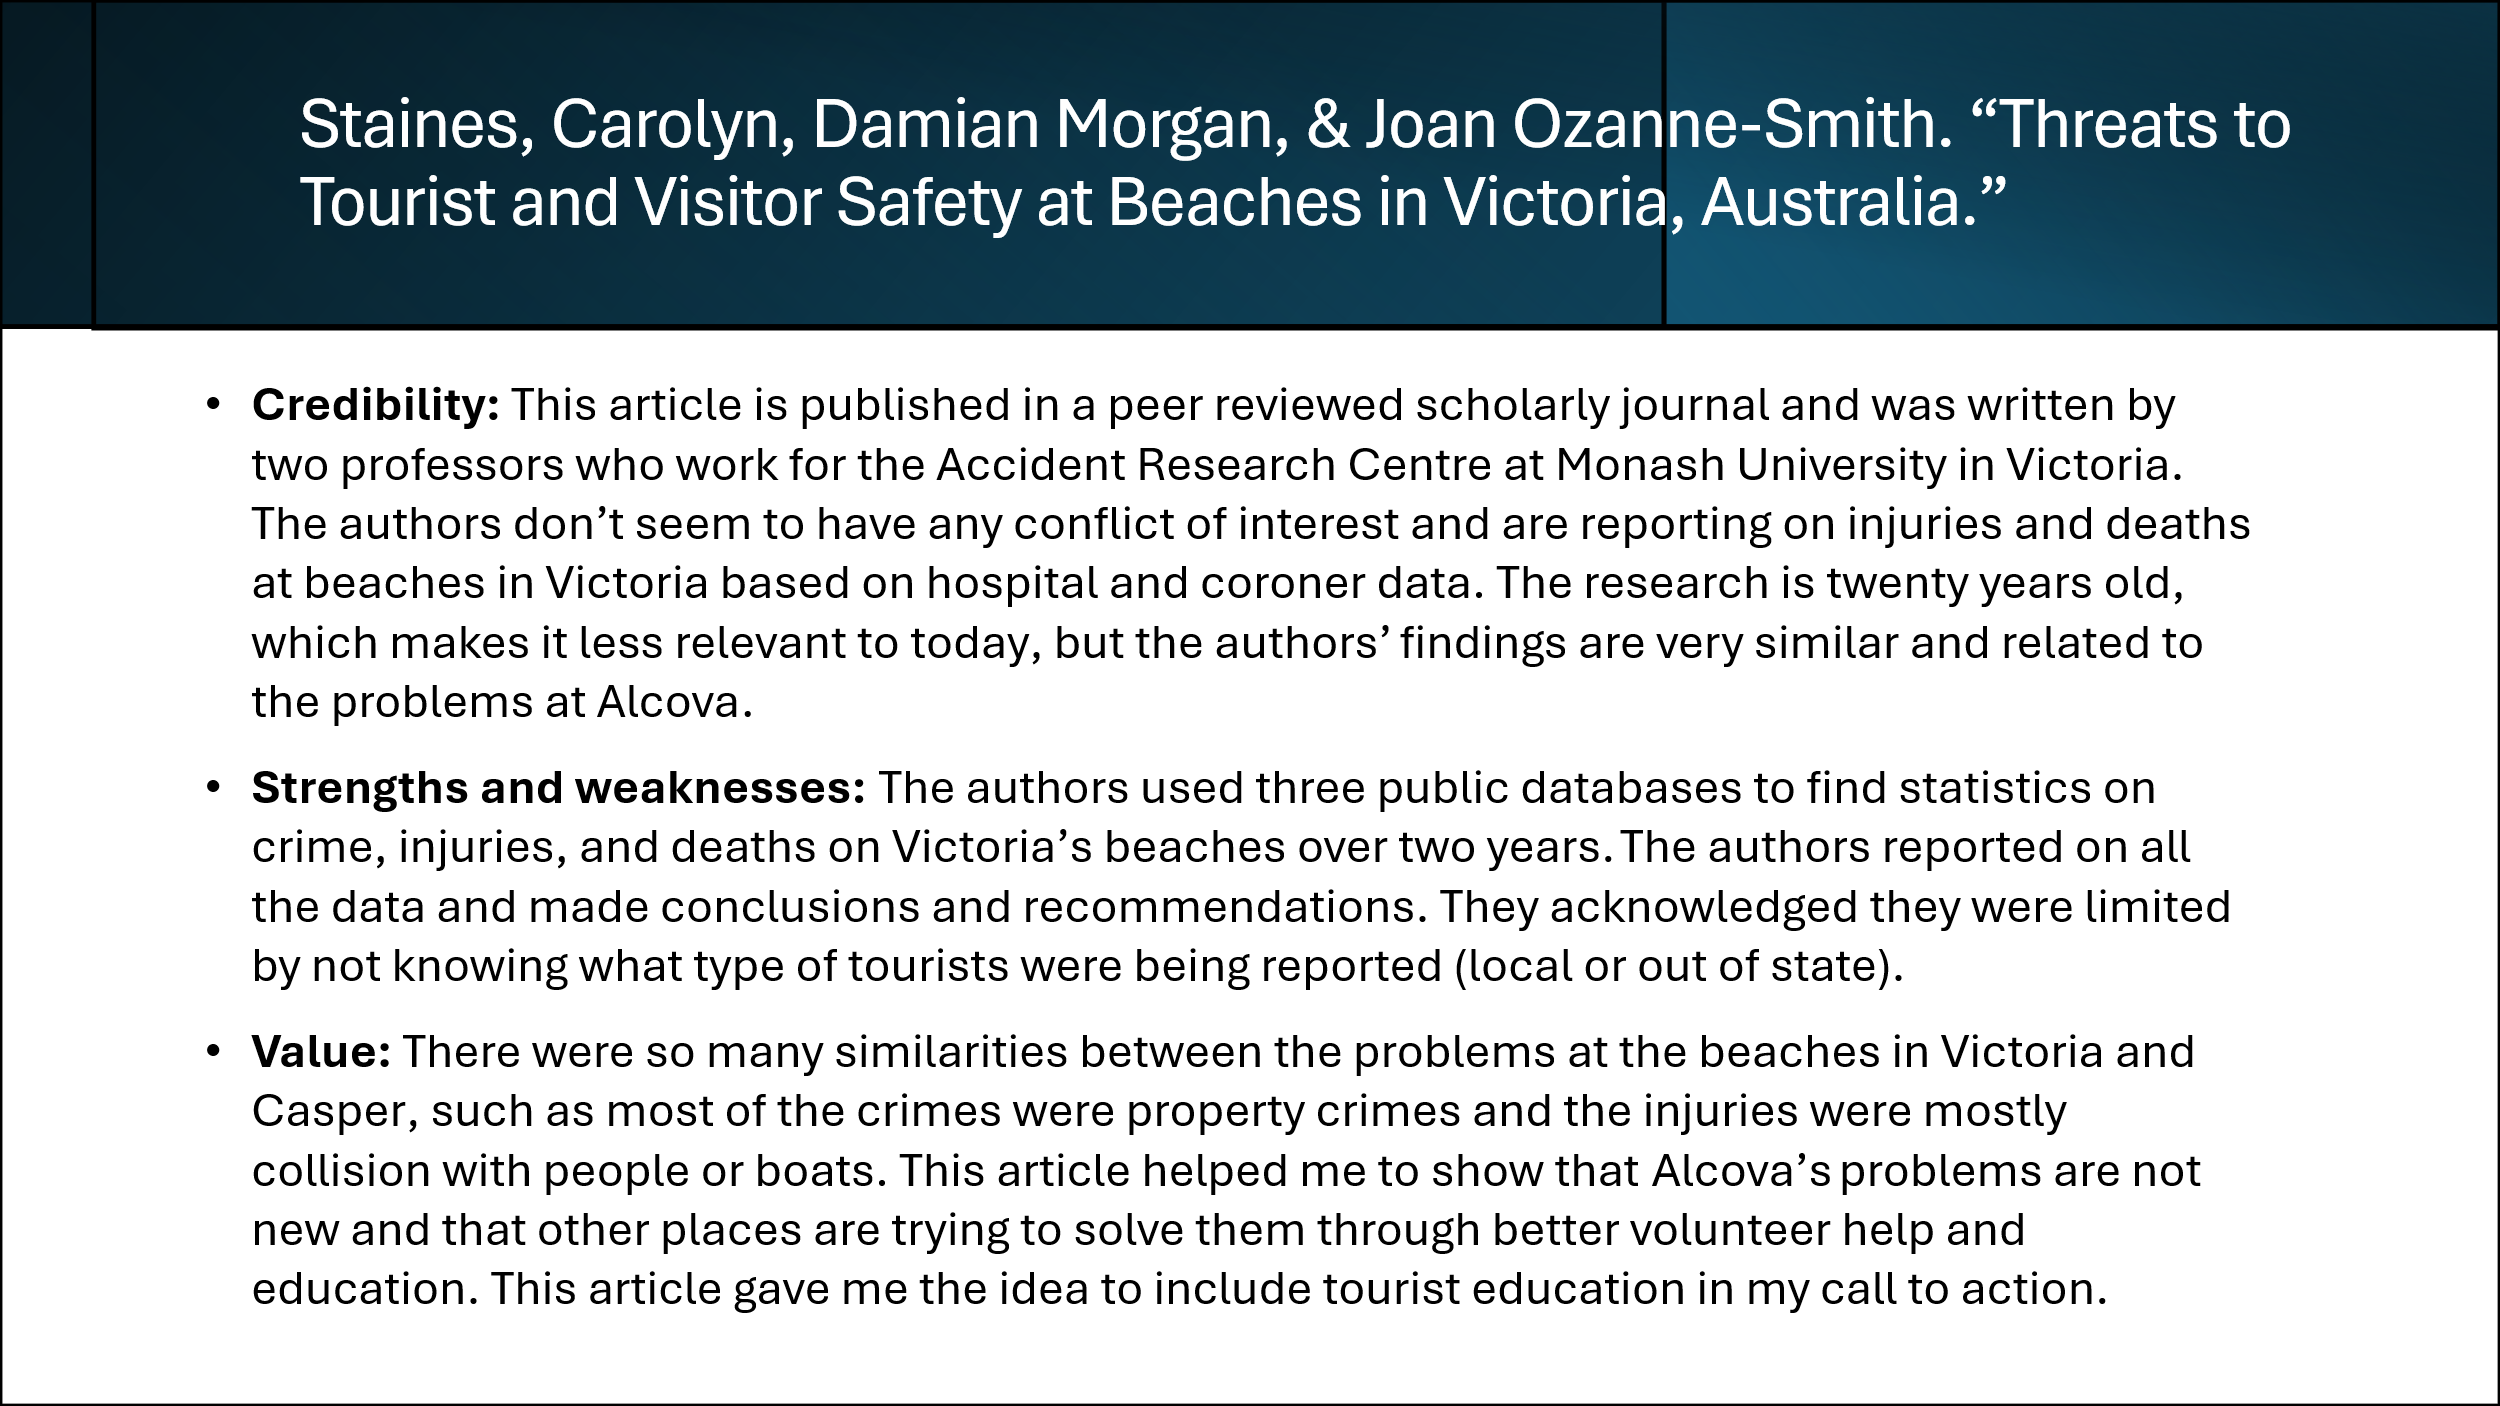 Staines, Carolyn, Damian Morgan, & Joan Ozanne-Smith. “Threats to
Tourist and Visitor Safety at Beaches in Victoria, Australia.”
• Credibility: This article is published in a peer reviewed scholarly journal and was written by
two professors who work for the Accident Research Centre at Monash University in Victoria.
The authors don’t seem to have any conflict of interest and are reporting on injuries and deaths
at beaches in Victoria based on hospital and coroner data. The research is twenty years old,
which makes it less relevant to today, but the authors’ findings are very similar and related to
the problems at Alcova.
• Strengths and weaknesses: The authors used three public databases to find statistics on
crime, injuries, and deaths on Victoria’s beaches over two years. The authors reported on all
the data and made conclusions and recommendations. They acknowledged they were limited
by not knowing what type of tourists were being reported (local or out of state).
• Value: There were so many similarities between the problems at the beaches in Victoria and
Casper, such as most of the crimes were property crimes and the injuries were mostly
collision with people or boats. This article helped me to show that Alcova’s problems are not
new and that other places are trying to solve them through better volunteer help and
education. This article gave me the idea to include tourist education in my call to action.